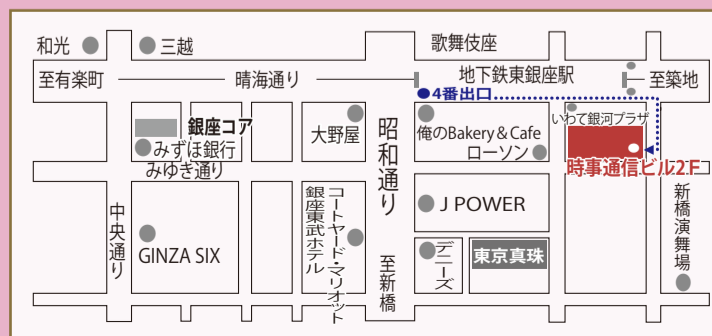 和光
三越
歌舞伎座
至有楽町
晴海通り
地下鉄東銀座駅
至築地
4番出口
銀座コア
みずほ銀行
みゆき通り
大野屋
昭和通り
俺のBakery & Cafe
ローソン
いわて銀河プラザ
時事通信ビル2F
中央通り
GINZA SIX
コートヤード・マリオット
銀座東武ホテル
至新橋
J POWER
デニーズ
東京真珠
新橋演舞場